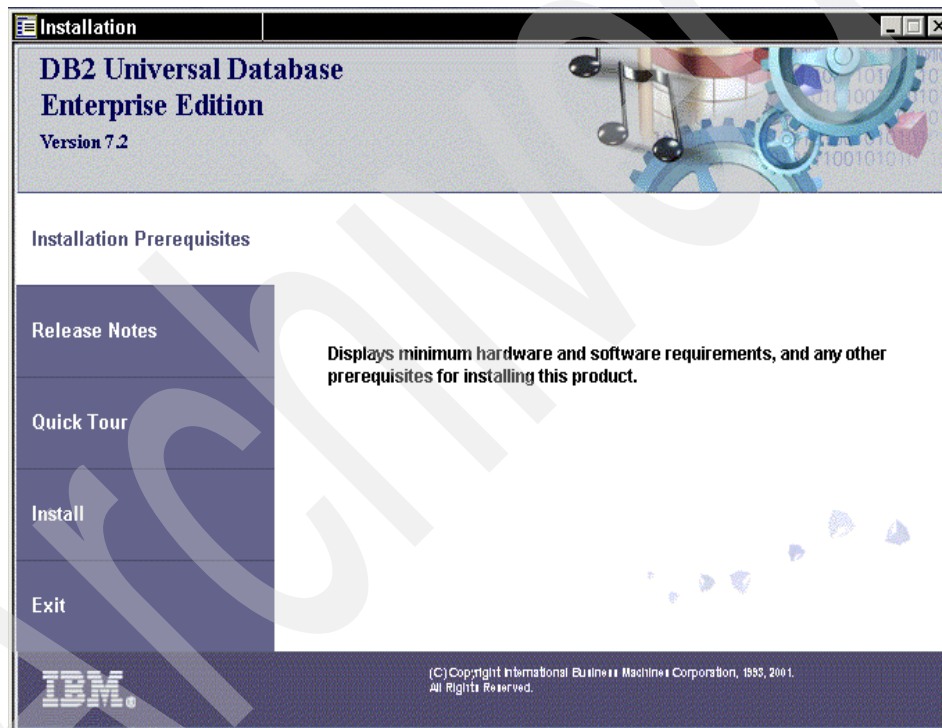 Installation
DB2 Universal Database
Enterprise Edition
Version 7.2
Installation Prerequisites
Release Notes
Displays minimum hardware and software requirements, and any other
prerequisites for installing this product.
Quick Tour
Install
Exit
IBM®
(C) Copyright International Business Machines Corporation, 1993, 2001.
All Rights Reserved.